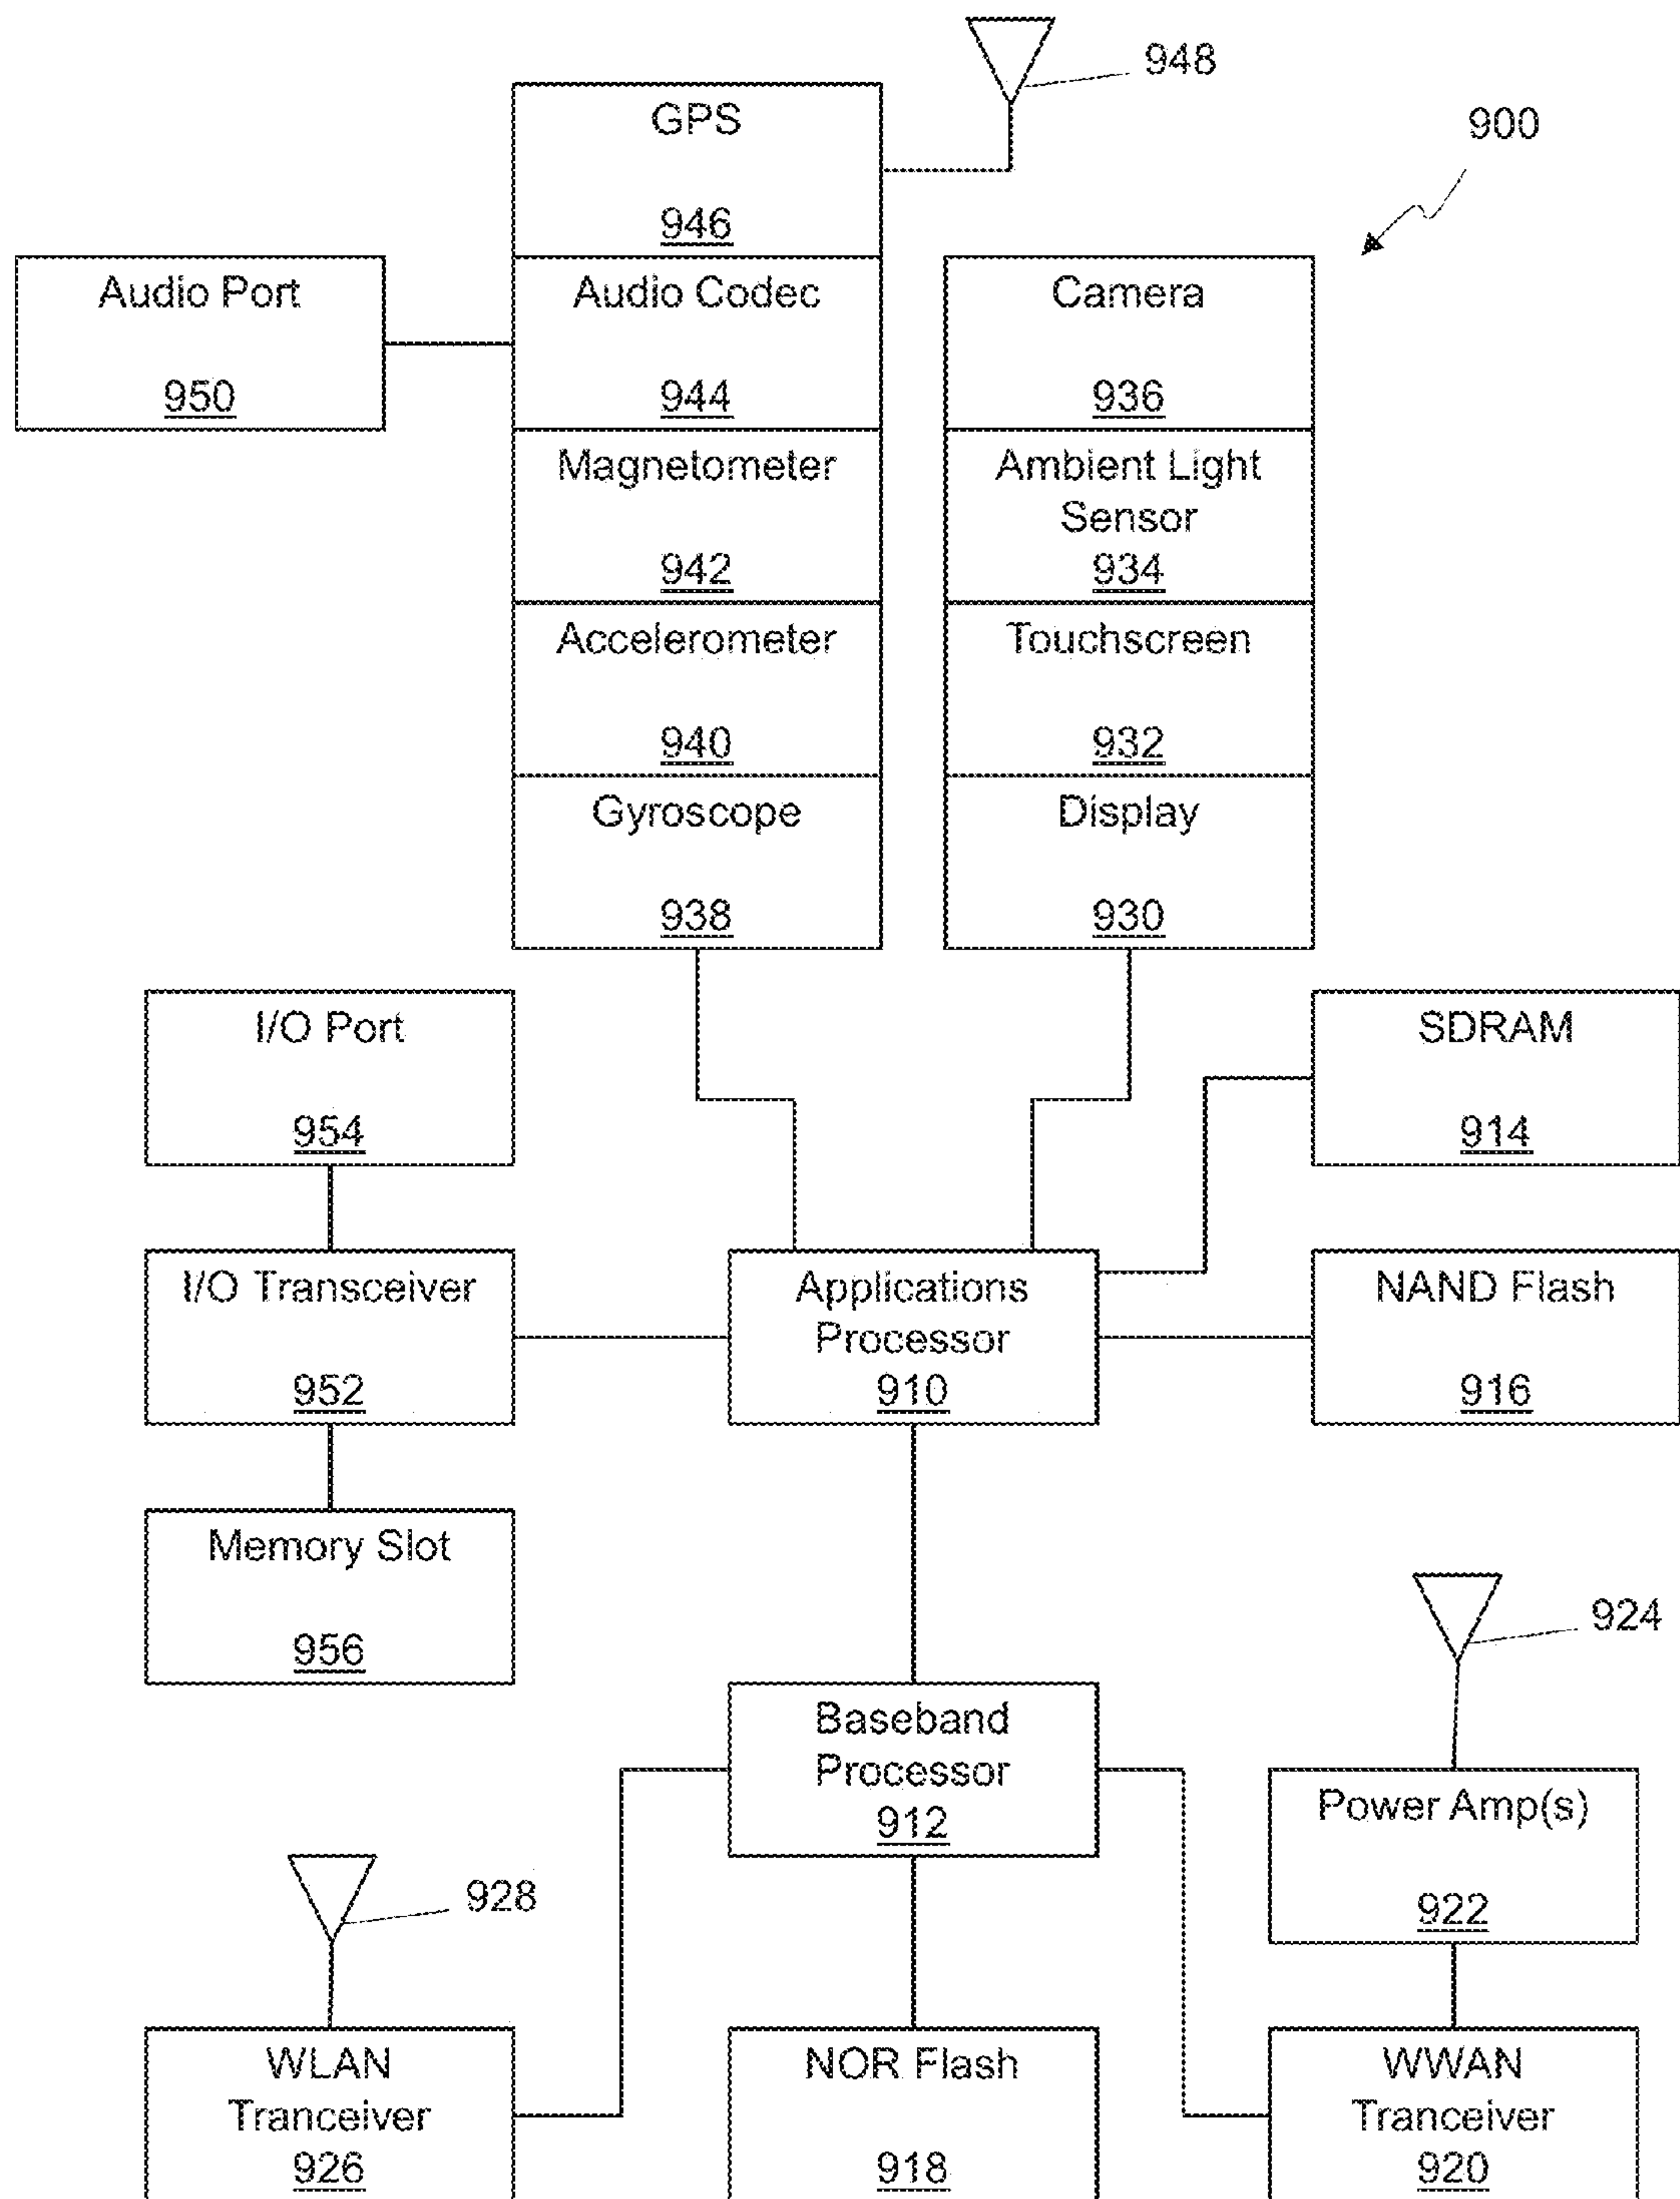 948
900
GPS
946
Audio Port
950
Audio Codec
944
Camera
936
Magnetometer
942
Ambient Light
Sensor
934
Accelerometer
940
Touchscreen
932
Gyroscope
938
Display
930
I/O Port
954
SDRAM
914
I/O Transceiver
952
Applications
Processor
910
NAND Flash
916
Memory Slot
956
924
Baseband
Processor
912
Power Amp(s)
922
928
WLAN
Tranceiver
926
NOR Flash
918
WWAN
Tranceiver
920